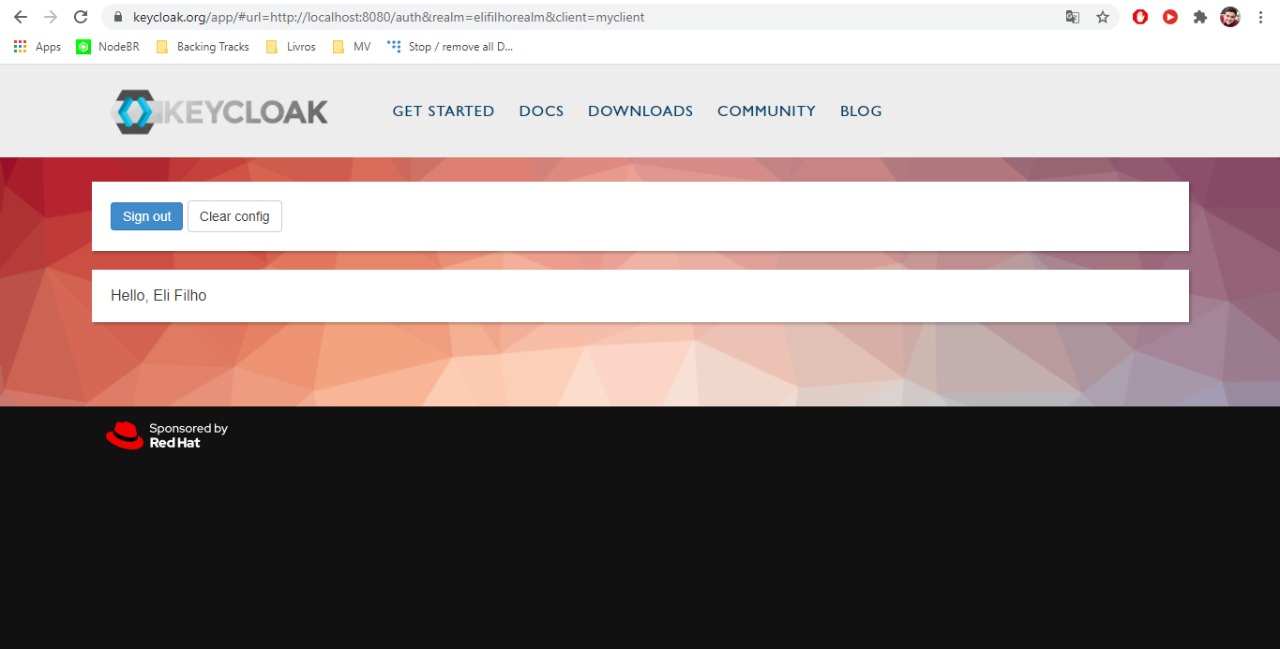 keycloak.org/app/#url=http://localhost:8080/auth&realm=elifilhorealm&client=myclient
Apps NodeBR Backing Tracks Livros MV Stop / remove all D...
KEYCLOAK GET STARTED DOCS DOWNLOADS COMMUNITY BLOG
Sign out Clear config
Hello, Eli Filho
Sponsored by
Red Hat